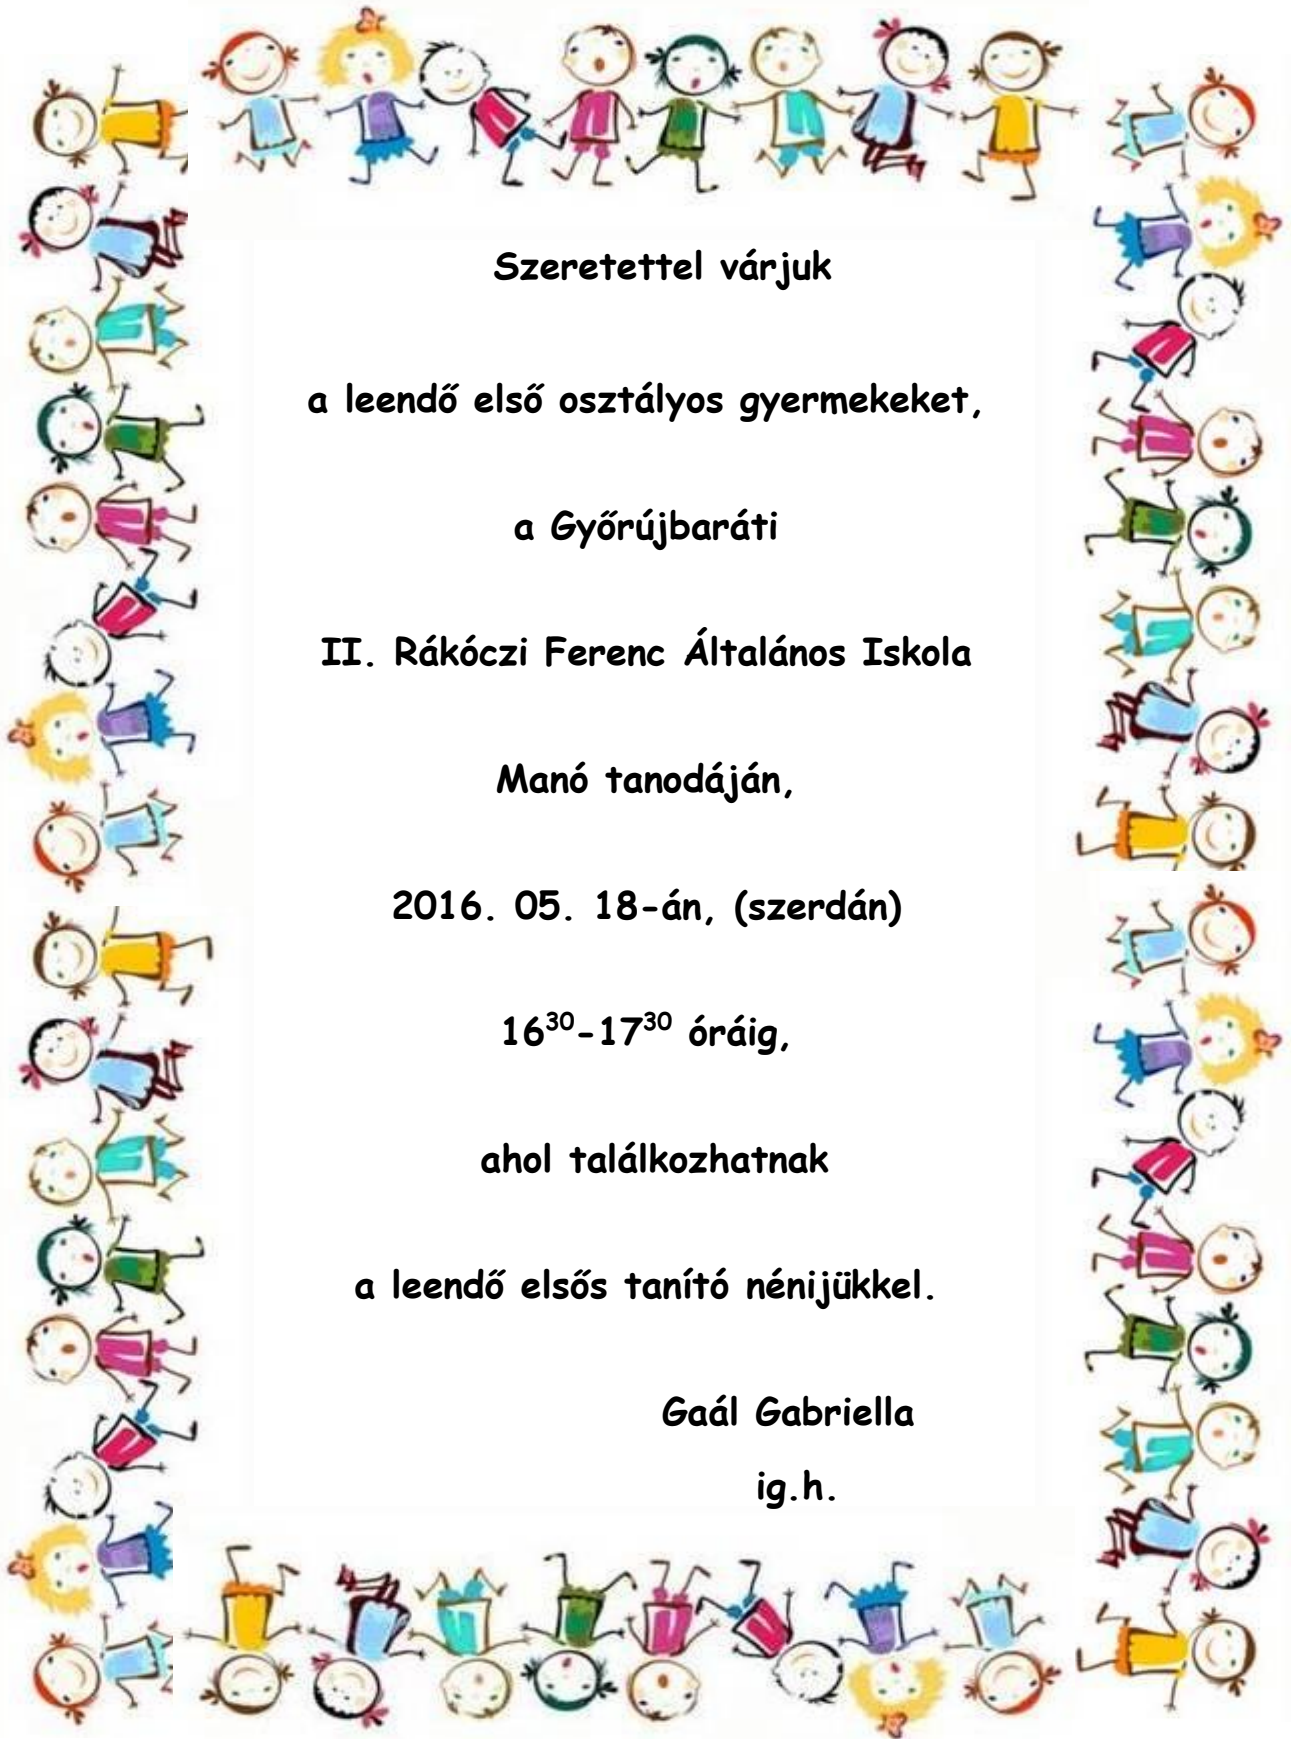 Szeretettel várjuk
a leendő első osztályos gyermekeket,
a Győrújbaráti
II. Rákóczi Ferenc Általános Iskola
Manó tanodáján,
2016. 05. 18-án, (szerdán)
16³⁰-17³⁰ óráig,
ahol találkozhatnak
a leendő elsős tanító nénijükkel.
Gaál Gabriella
ig.h.